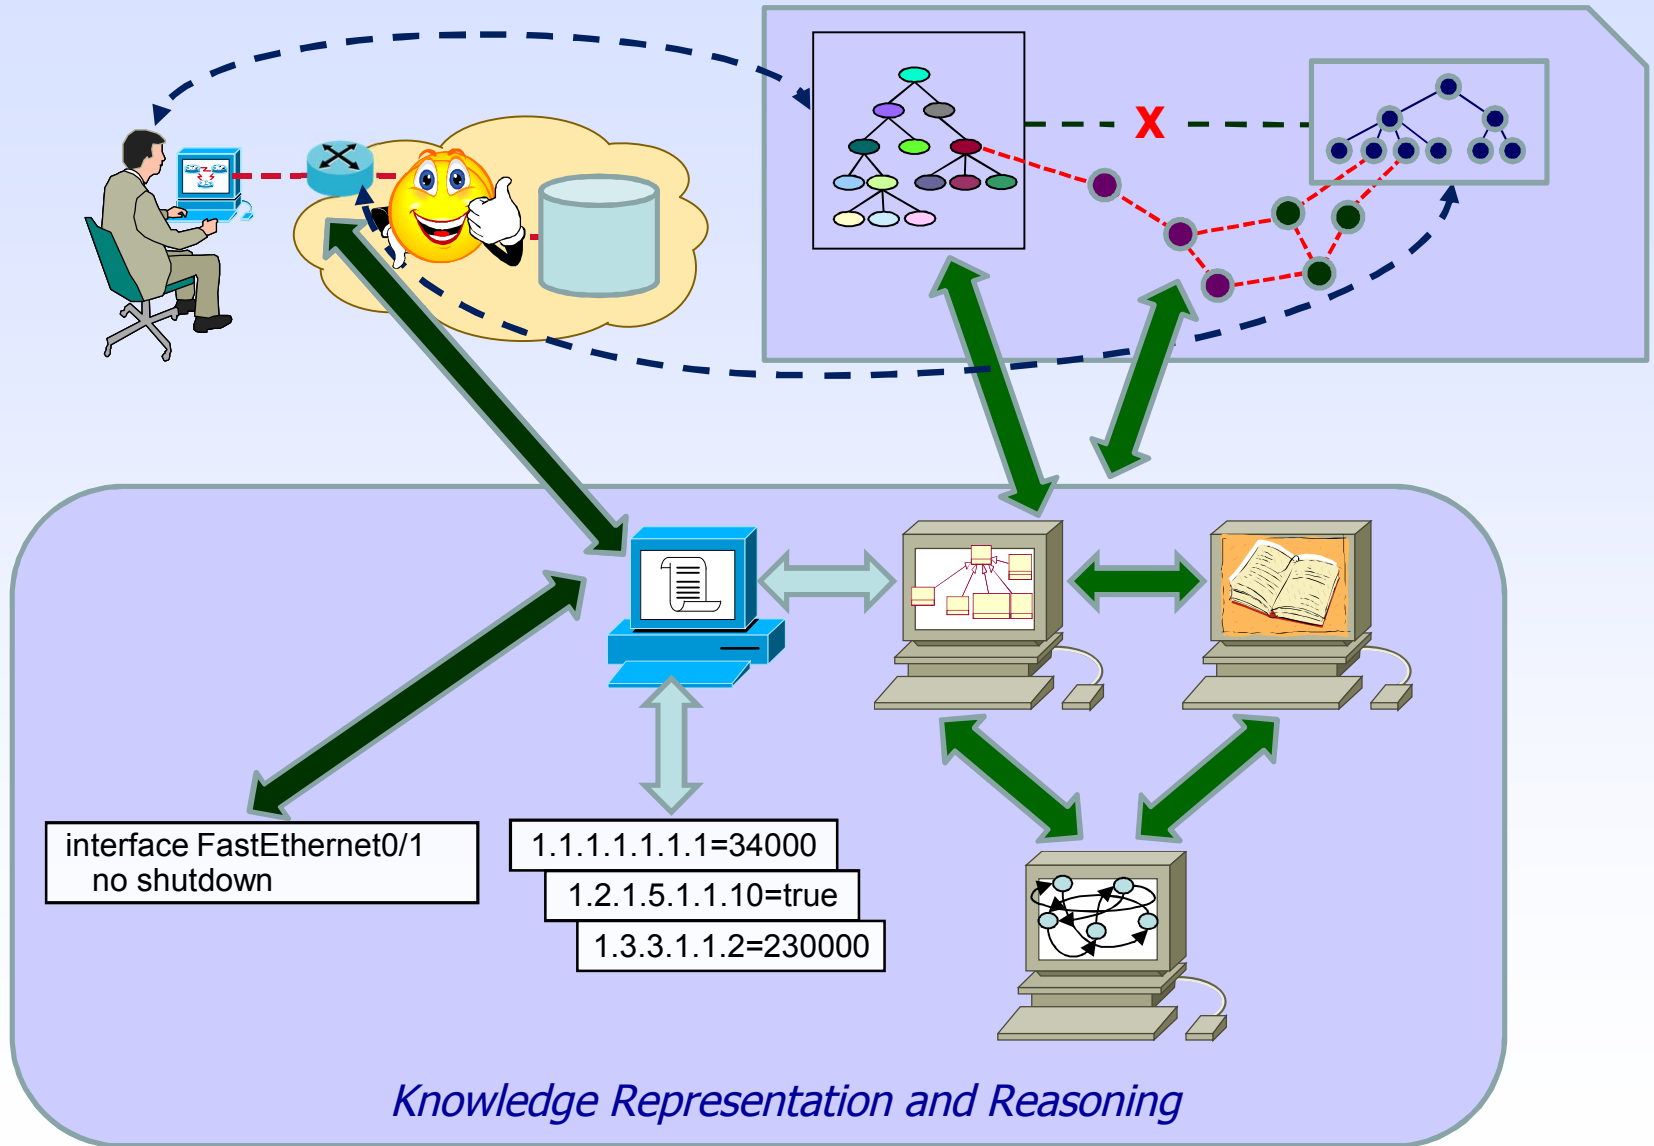 X
interface FastEthernet0/1
no shutdown
1.1.1.1.1.1.1=34000
1.2.1.5.1.1.10=true
1.3.3.1.1.2=230000
Knowledge Representation and Reasoning